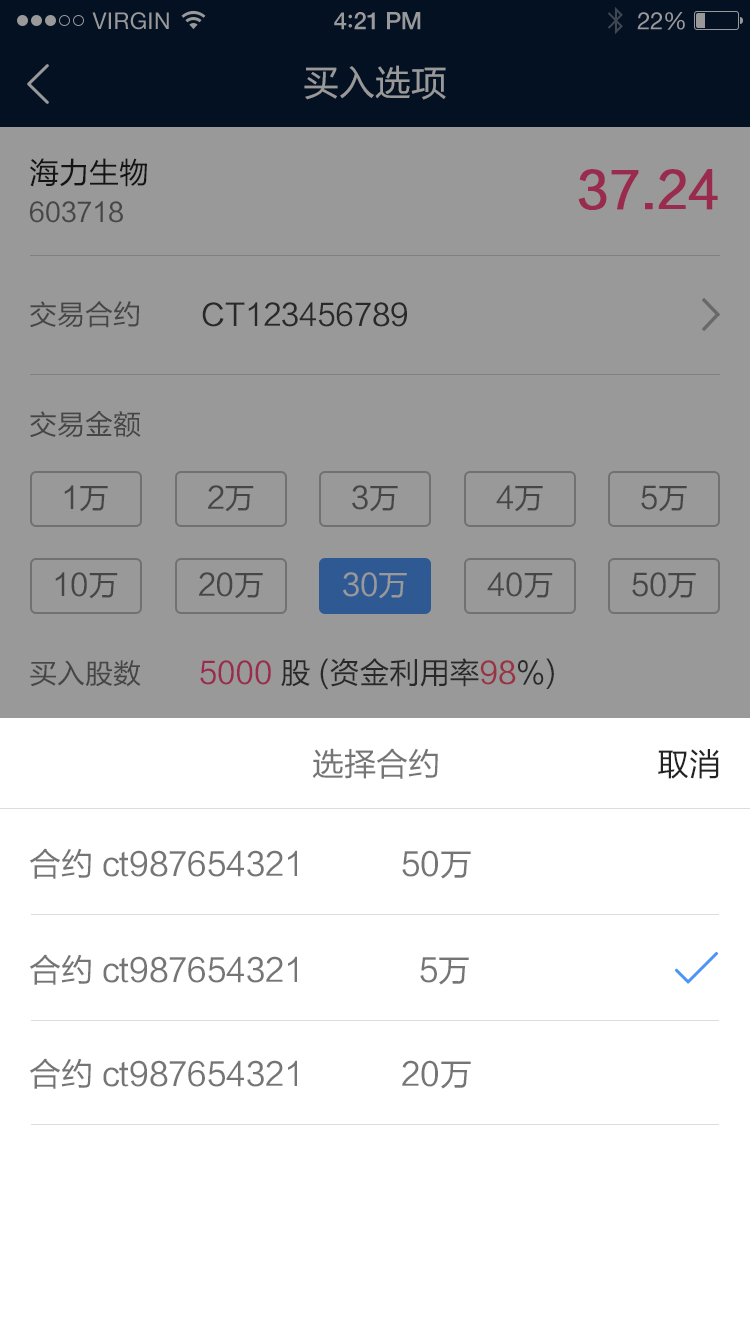 VIRGIN 4:21 PM 22%
买入选项
海力生物 37.24
603718
交易合约 CT123456789
交易金额
1万 2万 3万 4万 5万
10万 20万 30万 40万 50万
买入股数 5000 股 (资金利用率98%)
选择合约 取消
合约 ct987654321 50万
合约 ct987654321 5万
合约 ct987654321 20万